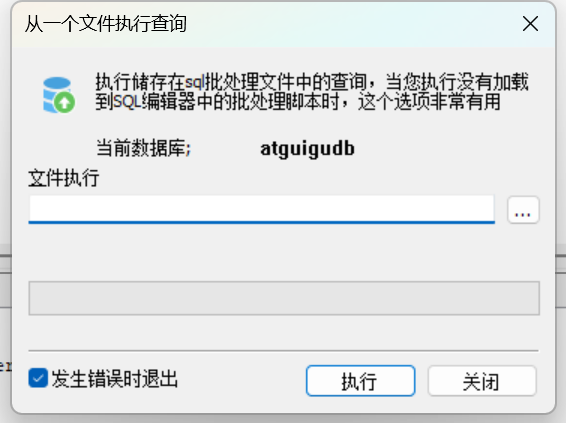 从一个文件执行查询
执行储存在sql批处理文件中的查询，当您执行没有加载
到SQL编辑器中的批处理脚本时，这个选项非常有用
当前数据库; atguigudb
文件执行
...
er
发生错误时退出 执行 关闭